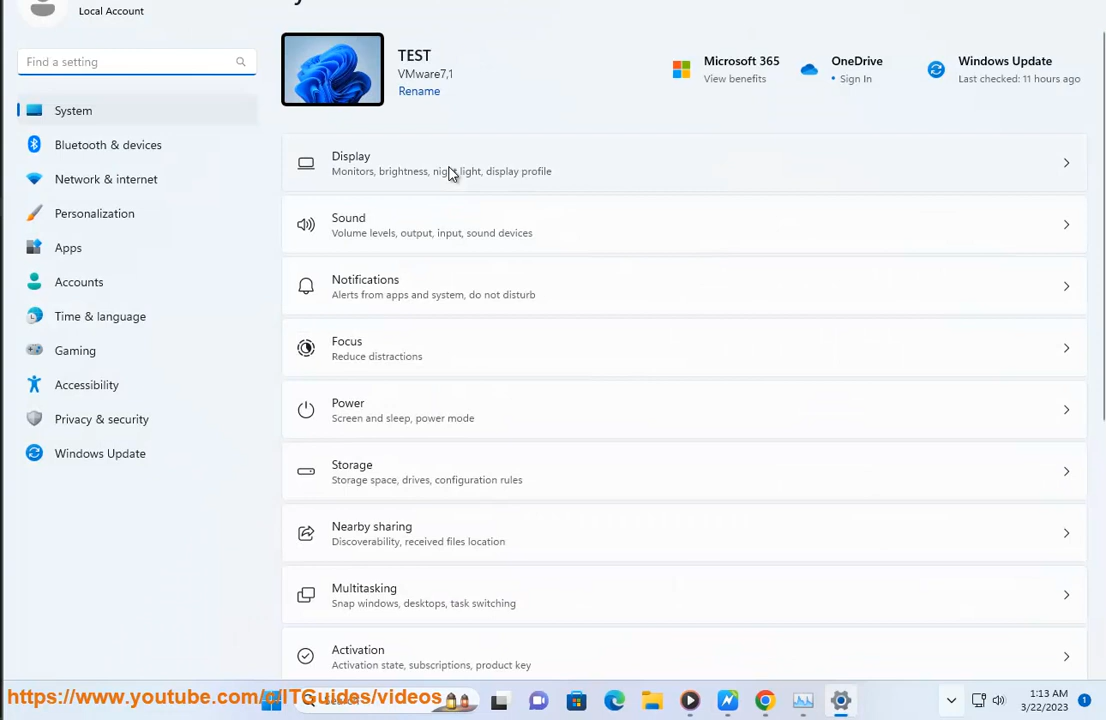 Local Account
Find a setting
System
Bluetooth & devices
Network & internet
Personalization
Apps
Accounts
Time & language
Gaming
Accessibility
Privacy & security
Windows Update
TEST
VMware7,1
Rename
Microsoft 365
View benefits
OneDrive
• Sign In
Windows Update
Last checked: 11 hours ago
Display
Monitors, brightness, night light, display profile
Sound
Volume levels, output, input, sound devices
Notifications
Alerts from apps and system, do not disturb
Focus
Reduce distractions
Power
Screen and sleep, power mode
Storage
Storage space, drives, configuration rules
Nearby sharing
Discoverability, received files location
Multitasking
Snap windows, desktops, task switching
Activation
Activation state, subscriptions, product key
https://www.youtube.com/@ITGuides/videos
1:13 AM
3/22/2023
1